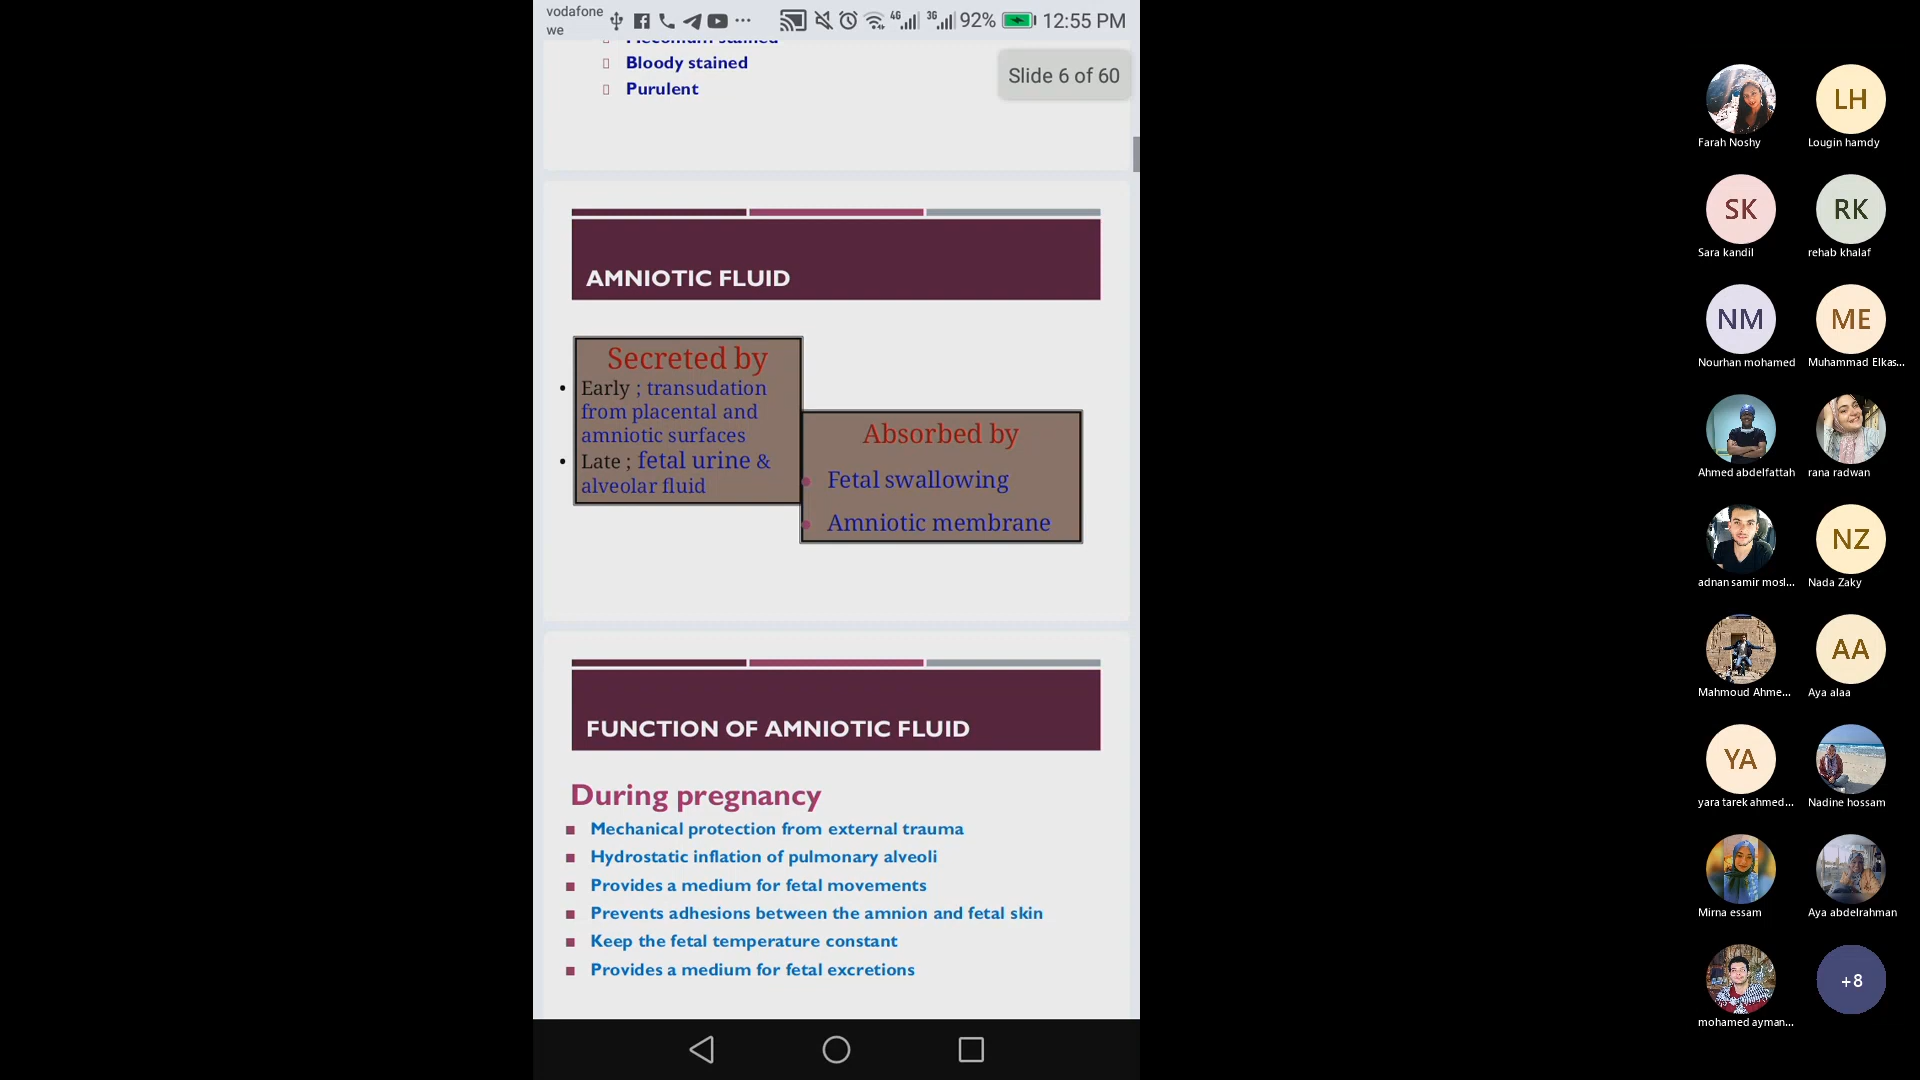 vodafone
we
4G
3G
92%
12:55 PM
Meconium stained
Bloody stained
Purulent
Slide 6 of 60
AMNIOTIC FLUID
Secreted by
• Early ; transudation
from placental and
amniotic surfaces
• Late ; fetal urine &
alveolar fluid
Absorbed by
• Fetal swallowing
• Amniotic membrane
FUNCTION OF AMNIOTIC FLUID
During pregnancy
■ Mechanical protection from external trauma
■ Hydrostatic inflation of pulmonary alveoli
■ Provides a medium for fetal movements
■ Prevents adhesions between the amnion and fetal skin
■ Keep the fetal temperature constant
■ Provides a medium for fetal excretions
Farah Noshy
LH
Lougin hamdy
SK
Sara kandil
RK
rehab khalaf
NM
Nourhan mohamed
ME
Muhammad Elkas...
Ahmed abdelfattah
rana radwan
adnan samir mosl...
NZ
Nada Zaky
Mahmoud Ahme...
AA
Aya alaa
YA
yara tarek ahmed...
Nadine hossam
Mirna essam
Aya abdelrahman
mohamed ayman...
+8